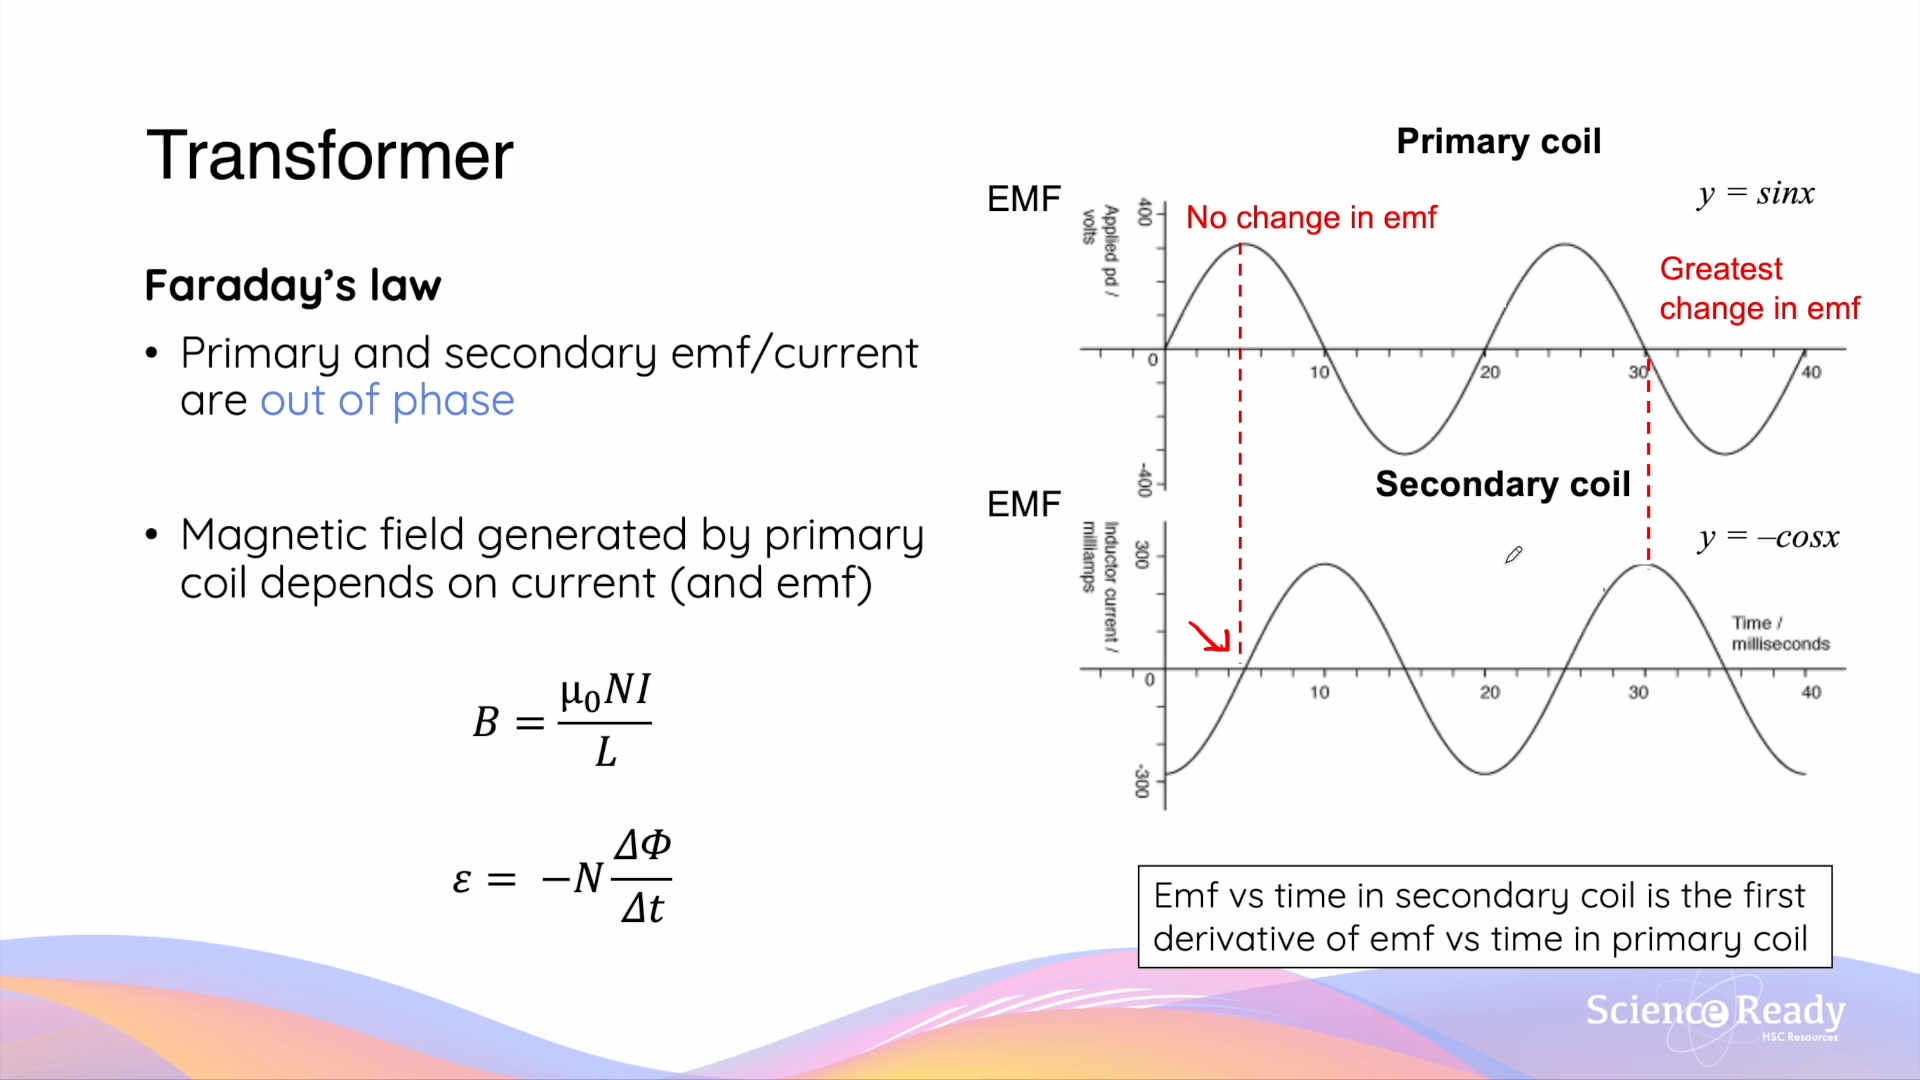 Transformer
Faraday's law
• Primary and secondary emf/current
are out of phase
• Magnetic field generated by primary
coil depends on current (and emf)
B = μ₀NI / L
ε = −N ΔΦ / Δt
Primary coil
EMF
y = sinx
No change in emf
Greatest
change in emf
Applied pd /
volts
400
0
10
20
30
40
-400
Secondary coil
EMF
y = –cosx
Inductor current /
milliamps
300
Time /
milliseconds
0
10
20
30
40
-300
Emf vs time in secondary coil is the first
derivative of emf vs time in primary coil
Science Ready
HSC Resources